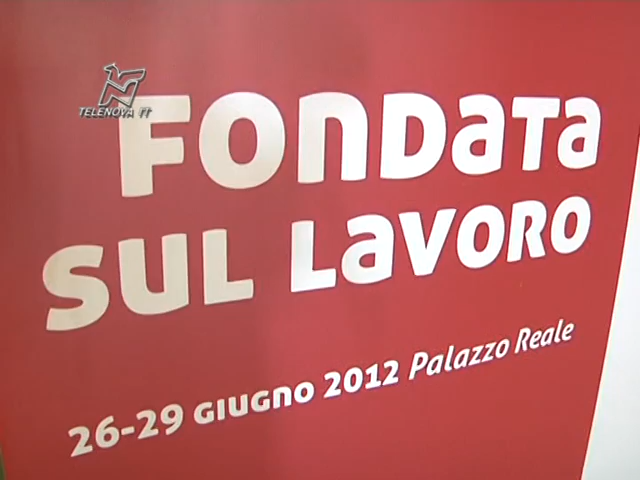 TELENOVA TT
FONDATA
SUL LAVORO
26-29 GIUGNO 2012 Palazzo Reale